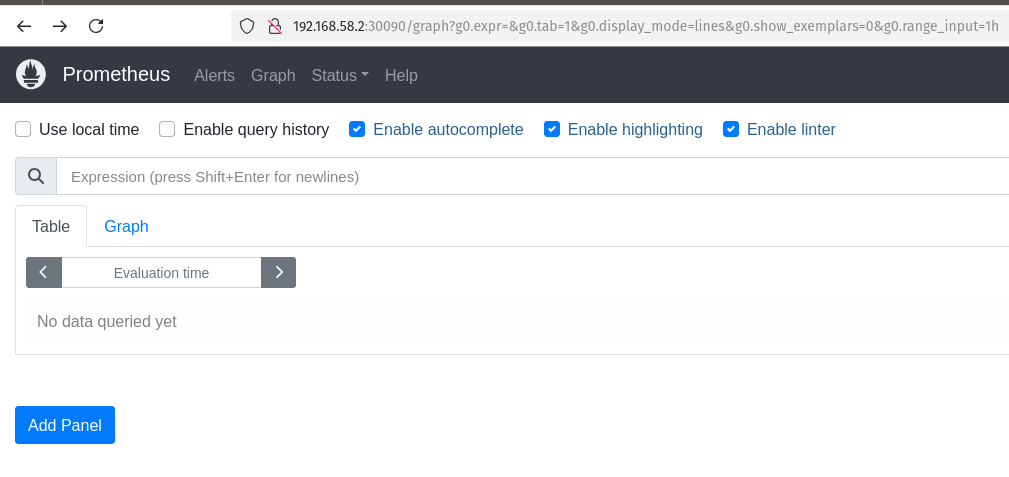 192.168.58.2:30090/graph?g0.expr=&g0.tab=1&g0.display_mode=lines&g0.show_exemplars=0&g0.range_input=1h
Prometheus Alerts Graph Status Help
Use local time Enable query history Enable autocomplete Enable highlighting Enable linter
Expression (press Shift+Enter for newlines)
Table Graph
Evaluation time
No data queried yet
Add Panel